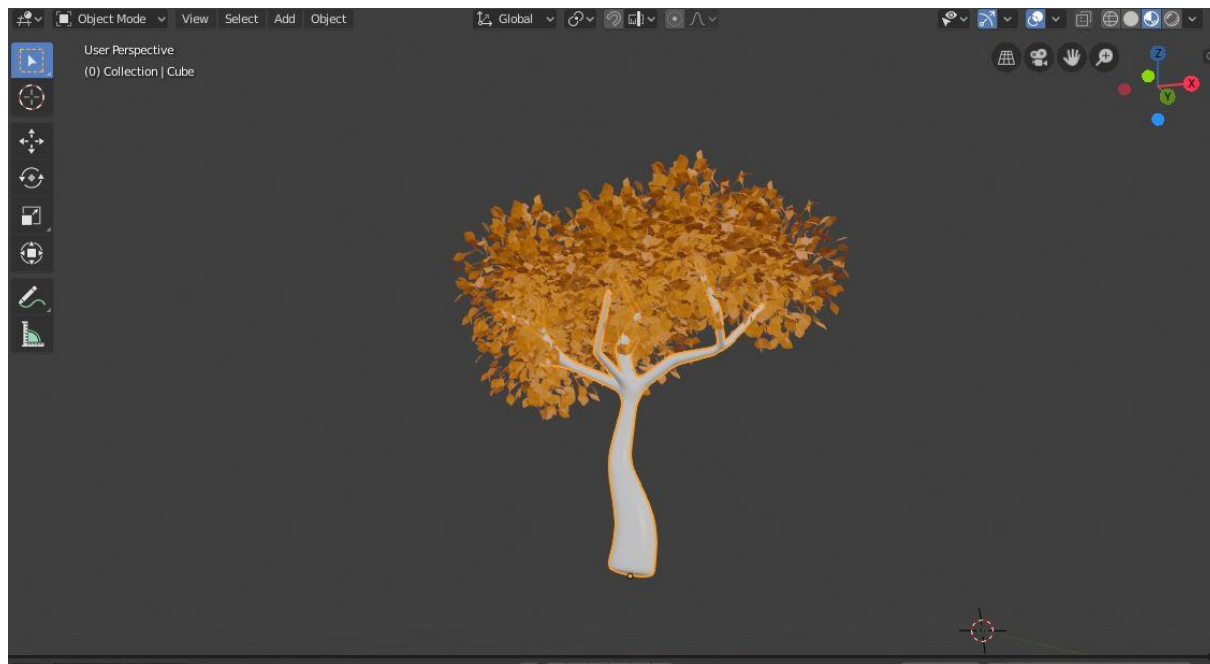 Object Mode View Select Add Object Global
User Perspective
(0) Collection | Cube
Z
X
Y